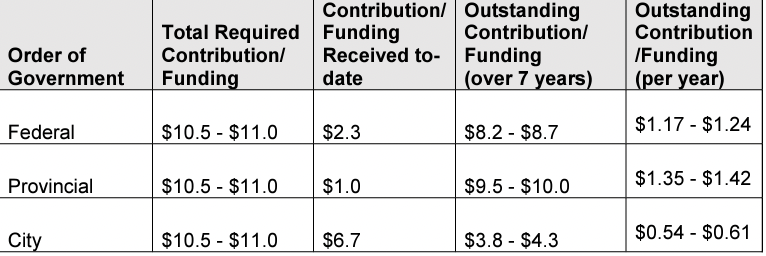 Order of
Government
Total Required
Contribution/
Funding
Contribution/
Funding
Received to-
date
Outstanding
Contribution/
Funding
(over 7 years)
Outstanding
Contribution
/Funding
(per year)
Federal
$10.5 - $11.0
$2.3
$8.2 - $8.7
$1.17 - $1.24
Provincial
$10.5 - $11.0
$1.0
$9.5 - $10.0
$1.35 - $1.42
City
$10.5 - $11.0
$6.7
$3.8 - $4.3
$0.54 - $0.61